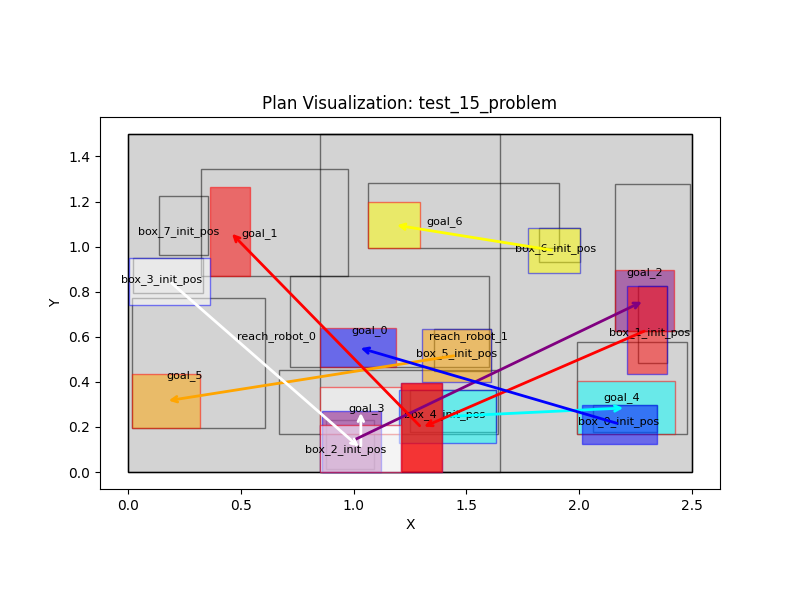 Plan Visualization: test_15_problem
1.4
1.2
1.0
0.8
0.6
0.4
0.2
0.0
Y
goal_6
box_7_init_pos
goal_1
box_6_init_pos
box_3_init_pos
goal_2
goal_0
reach_robot_0
reach_robot_1
box_1_init_pos
box_5_init_pos
goal_5
goal_4
goal_3
box_4_init_pos
box_0_init_pos
box_2_init_pos
0.0 0.5 1.0 1.5 2.0 2.5
X